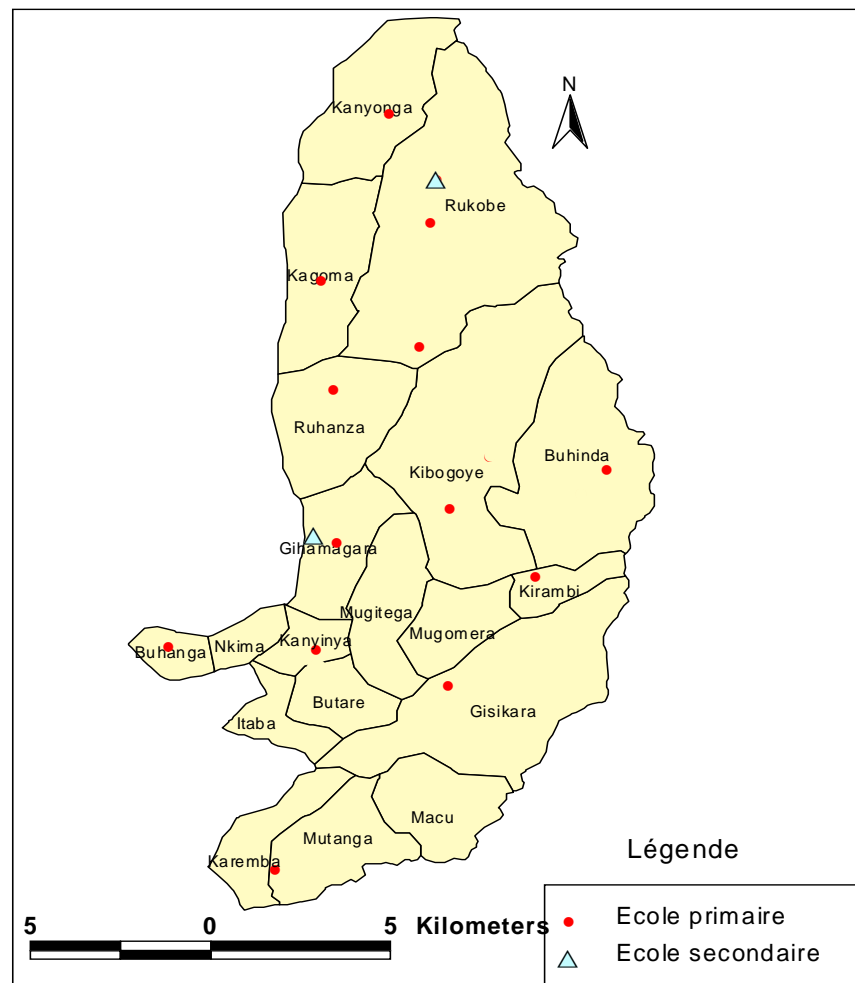 N
Kanyonga
Rukobe
Kagoma
Ruhanza
Buhinda
Kibogoye
Gihamagara
Kirambi
Mugitega
Mugomera
Kanyinya
Nkima
Buhanga
Butare
Gisikara
Itaba
Macu
Mutanga
Karemba
Légende
5 0 5 Kilometers
Ecole primaire
Ecole secondaire